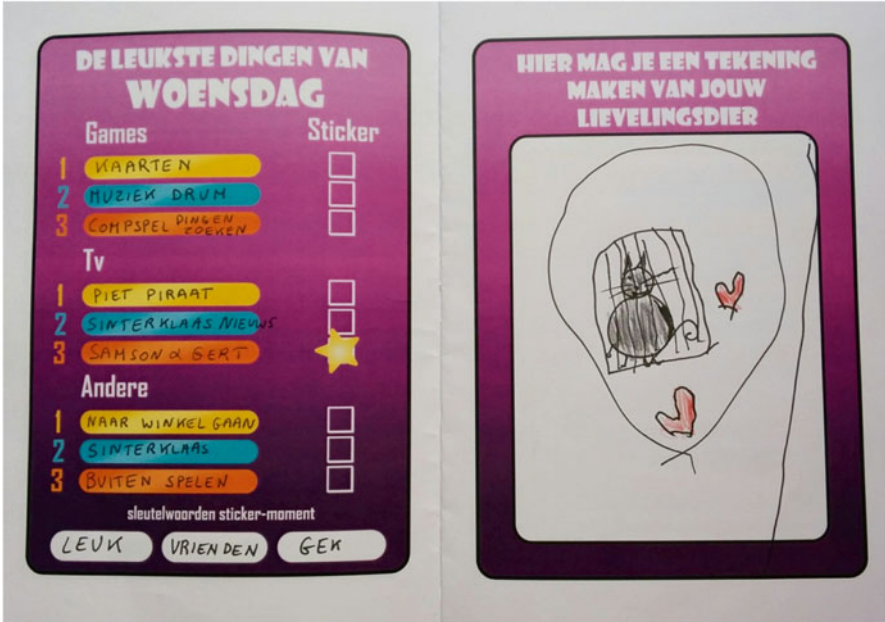 DE LEUKSTE DINGEN VAN
WOENSDAG
Games Sticker
1 KAARTEN
2 MUZIEK DRUM
3 COMPSPEL DINGEN ZOEKEN
Tv
1 PIET PIRAAT
2 SINTERKLAAS NIEUWS
3 SAMSON & GERT
Andere
1 NAAR WINKEL GAAN
2 SINTERKLAAS
3 BUITEN SPELEN
sleutelwoorden sticker-moment
LEUK VRIENDEN GEK
HIER MAG JE EEN TEKENING
MAKEN VAN JOUW
LIEVELINGSDIER